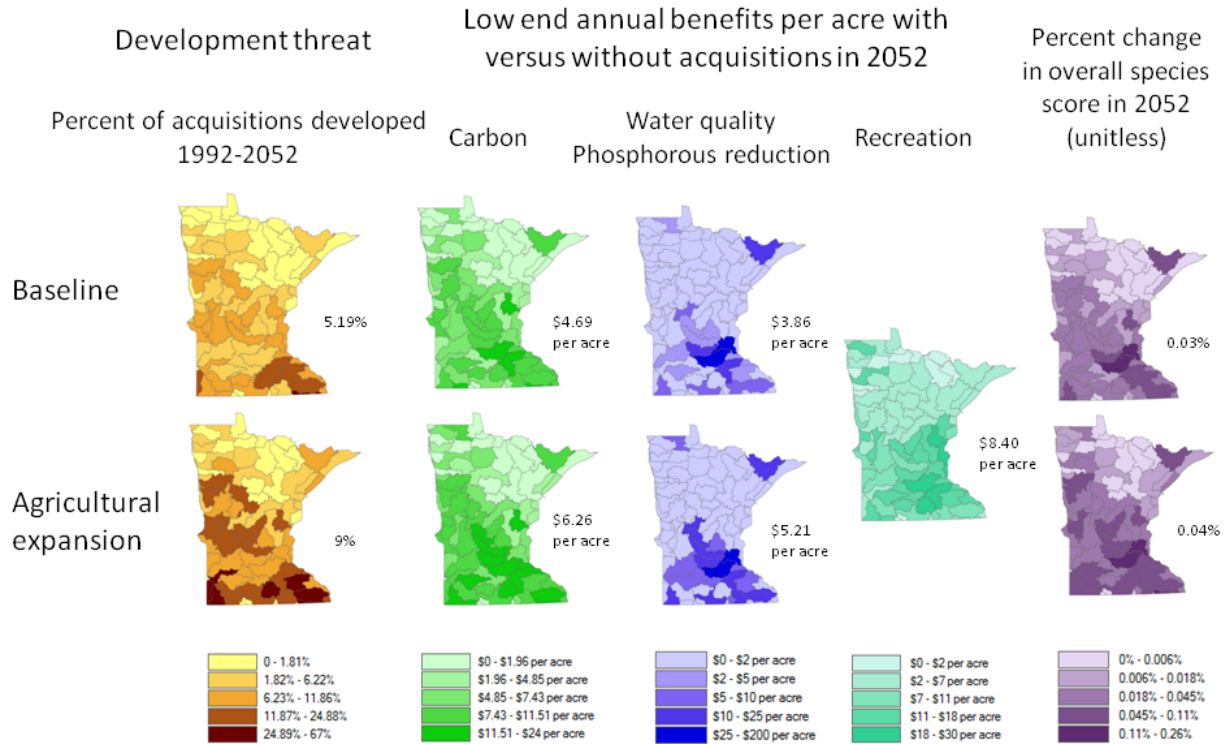 Development threat
Low end annual benefits per acre with
versus without acquisitions in 2052
Percent change
in overall species
score in 2052
(unitless)
Percent of acquisitions developed
1992-2052
Carbon
Water quality
Phosphorous reduction
Recreation
Baseline
5.19%
$4.69
per acre
$3.86
per acre
0.03%
$8.40
per acre
Agricultural
expansion
9%
$6.26
per acre
$5.21
per acre
0.04%
0 - 1.81%
1.82% - 6.22%
6.23% - 11.86%
11.87% - 24.88%
24.89% - 67%
$0 - $1.96 per acre
$1.96 - $4.85 per acre
$4.85 - $7.43 per acre
$7.43 - $11.51 per acre
$11.51 - $24 per acre
$0 - $2 per acre
$2 - $5 per acre
$5 - $10 per acre
$10 - $25 per acre
$25 - $200 per acre
$0 - $2 per acre
$2 - $7 per acre
$7 - $11 per acre
$11 - $18 per acre
$18 - $30 per acre
0% - 0.006%
0.006% - 0.018%
0.018% - 0.045%
0.045% - 0.11%
0.11% - 0.26%